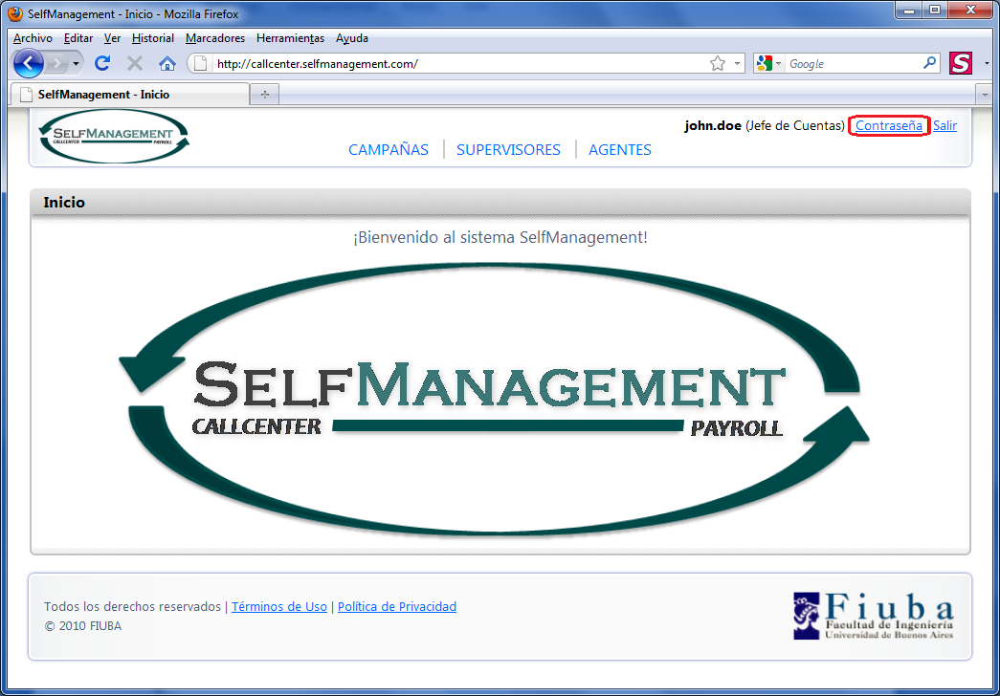 SelfManagement - Inicio - Mozilla Firefox
Archivo Editar Ver Historial Marcadores Herramientas Ayuda
http://callcenter.selfmanagement.com/ Google S
SelfManagement - Inicio
SELFMANAGEMENT
CALLCENTER PAYROLL
john.doe (Jefe de Cuentas) Contraseña Salir
CAMPAÑAS | SUPERVISORES | AGENTES
Inicio
¡Bienvenido al sistema SelfManagement!
SELFMANAGEMENT
CALLCENTER PAYROLL
Todos los derechos reservados | Términos de Uso | Política de Privacidad
© 2010 FIUBA
Fiuba
Facultad de Ingeniería
Universidad de Buenos Aires